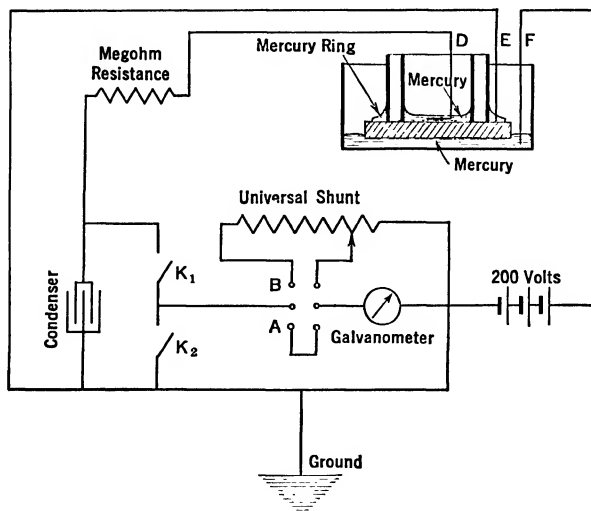 D E F
Mercury Ring
Megohm
Resistance
Mercury
Mercury
Universal Shunt
B
200 Volts
K1
A
Condenser
K2
Galvanometer
Ground